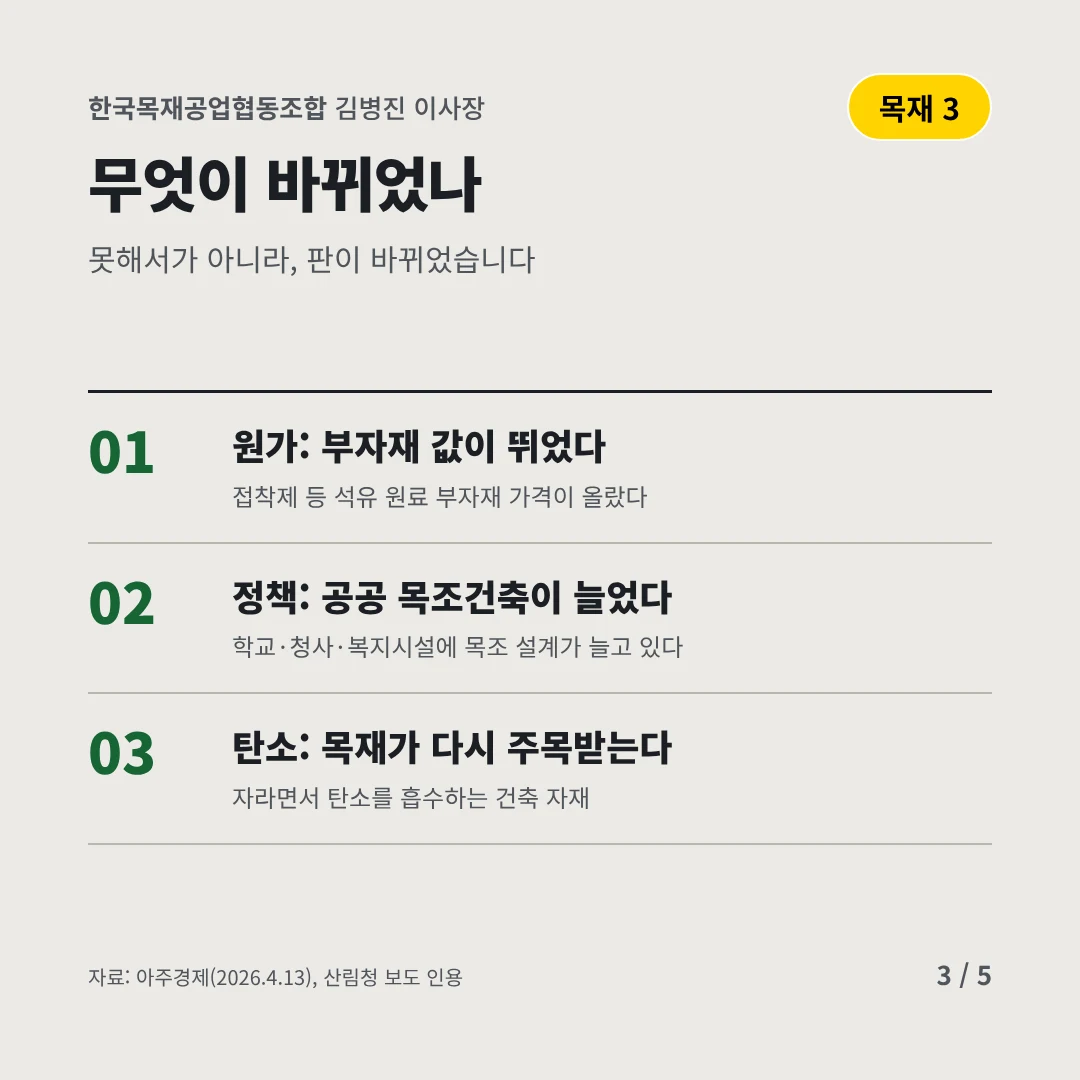 한국목재공업협동조합 김병진 이사장
목재 3
무엇이 바뀌었나
못해서가 아니라, 판이 바뀌었습니다
01
원가: 부자재 값이 뛰었다
접착제 등 석유 원료 부자재 가격이 올랐다
02
정책: 공공 목조건축이 늘었다
학교·청사·복지시설에 목조 설계가 늘고 있다
03
탄소: 목재가 다시 주목받는다
자라면서 탄소를 흡수하는 건축 자재
자료: 아주경제(2026.4.13), 산림청 보도 인용
3 / 5